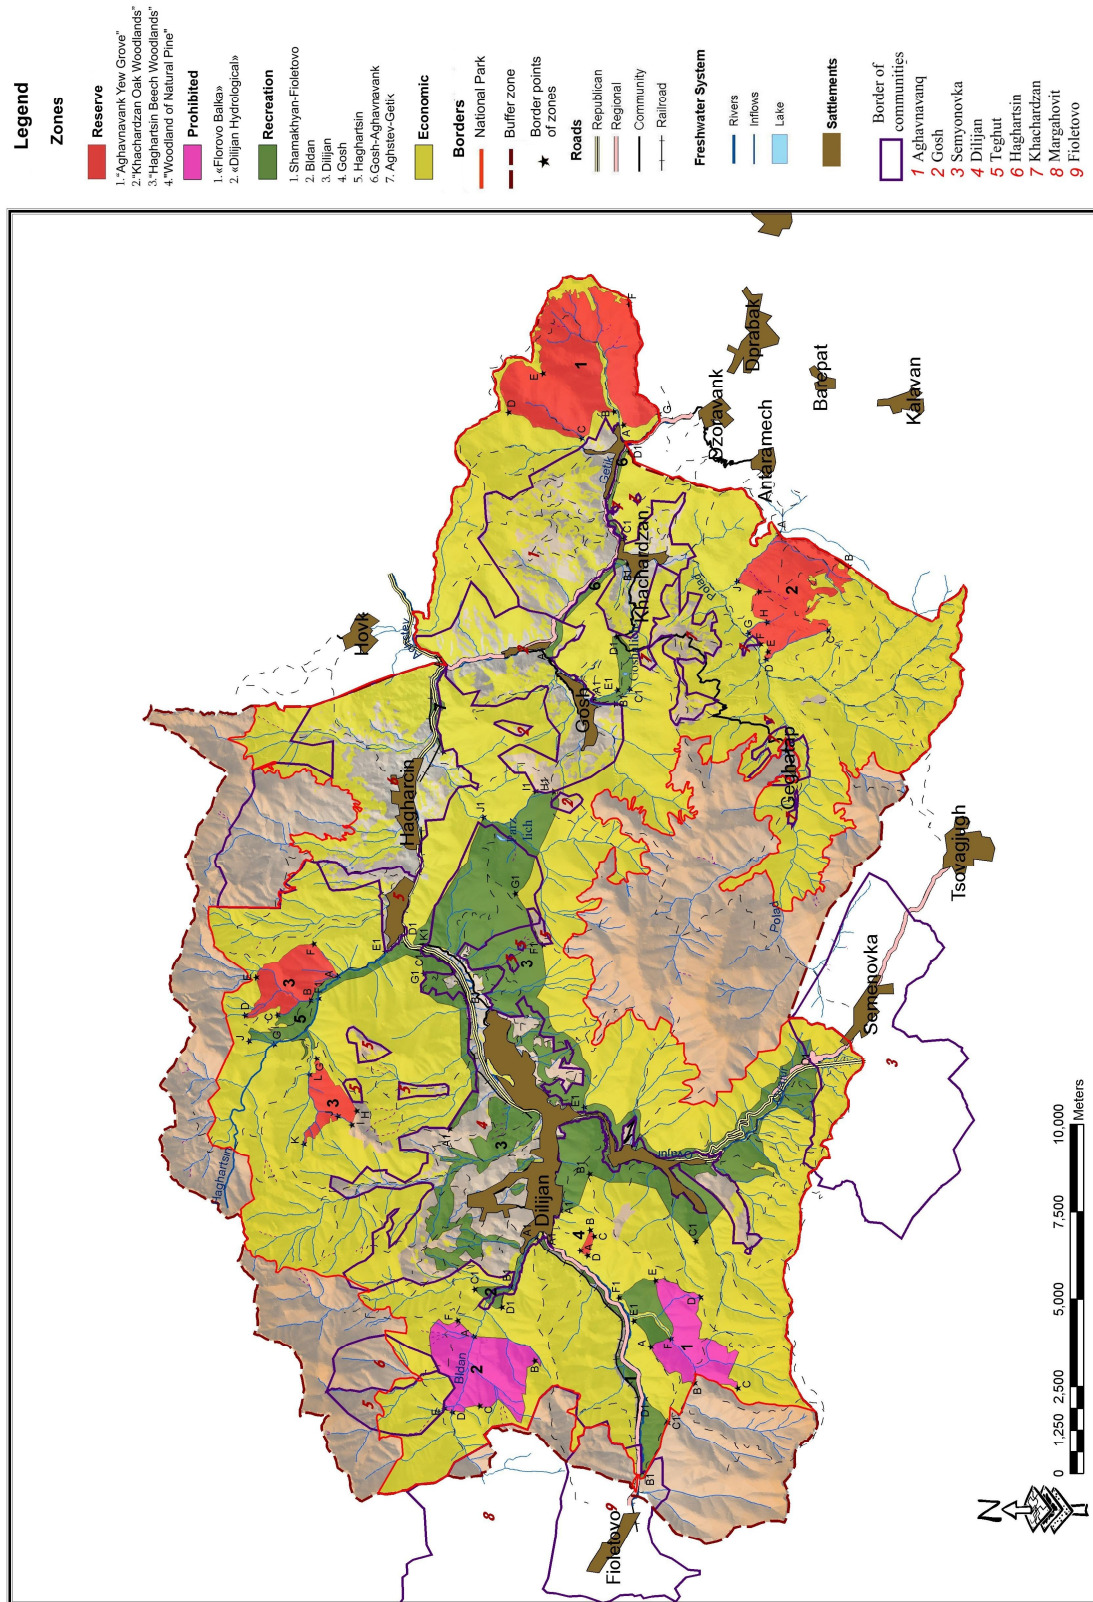 Legend
Zones
Reserve
1."Aghavnavank Yew Grove"
2."Khachardzan Oak Woodlands"
3."Haghartsin Beech Woodlands"
4."Woodland of Natural Pine"
Prohibited
1. «Florovo Balka»
2. «Dilijan Hydrological»
Recreation
1.Shamakhyan-Fioletovo
2. Bldan
3. Dilijan
4. Gosh
5. Haghartsin
6.Gosh-Aghavnavank
7. Aghstev-Getik
Economic
Borders
National Park
Buffer zone
Border points
of zones
Roads
Republican
Regional
Community
Railroad
Freshwater System
Rivers
Inflows
Lake
Sattlements
Border of
communities
1 Aghavnavanq
2 Gosh
3 Semyonovka
4 Dilijan
5 Teghut
6 Haghartsin
7 Khachardzan
8 Margahovit
9 Fioletovo
Hovk
Hagharcin
Gosh
Khachardzan
Getik
Dzoravank
Dprabak
Barepat
Kalavan
Antaramech
Polad
Geghatap
Tsovagjugh
Semenovka
Polad
Haghartsin
Dilijan
Bldan
Fioletovo
N
0 1,250 2,500 5,000 7,500 10,000
Meters